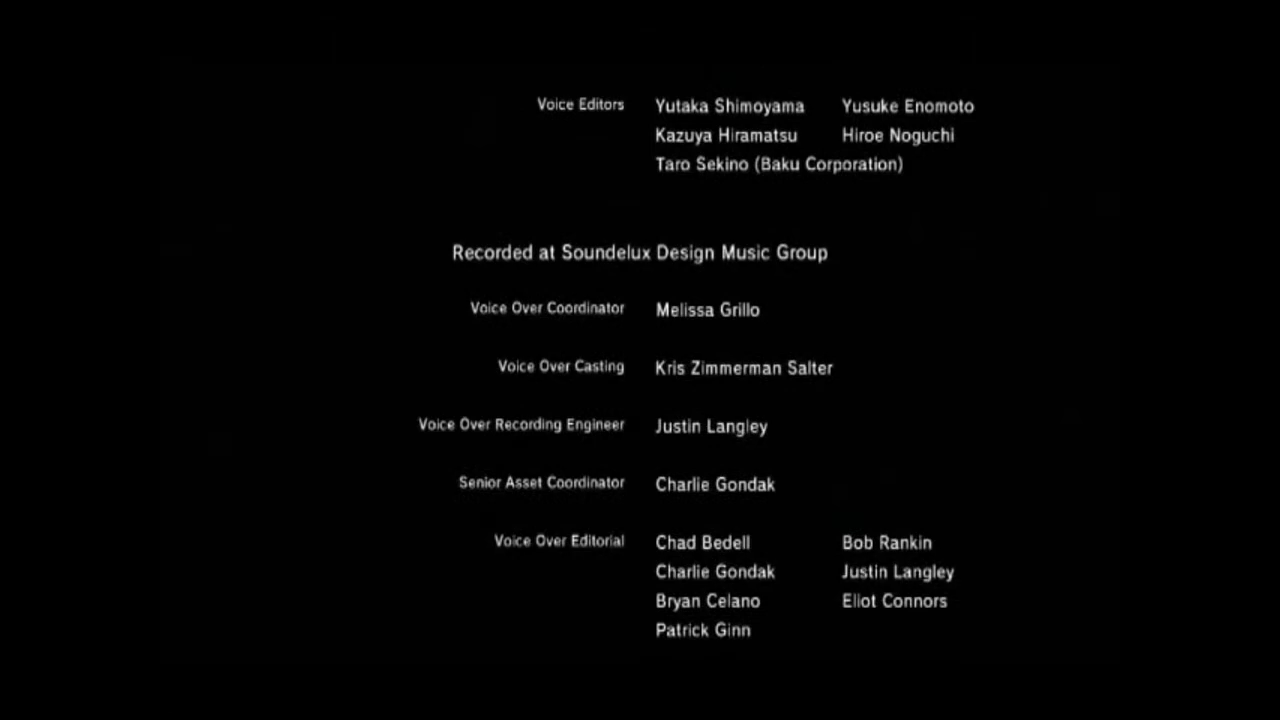 Voice Editors Yutaka Shimoyama Yusuke Enomoto
Kazuya Hiramatsu Hiroe Noguchi
Taro Sekino (Baku Corporation)
Recorded at Soundelux Design Music Group
Voice Over Coordinator Melissa Grillo
Voice Over Casting Kris Zimmerman Salter
Voice Over Recording Engineer Justin Langley
Senior Asset Coordinator Charlie Gondak
Voice Over Editorial Chad Bedell Bob Rankin
Charlie Gondak Justin Langley
Bryan Celano Eliot Connors
Patrick Ginn